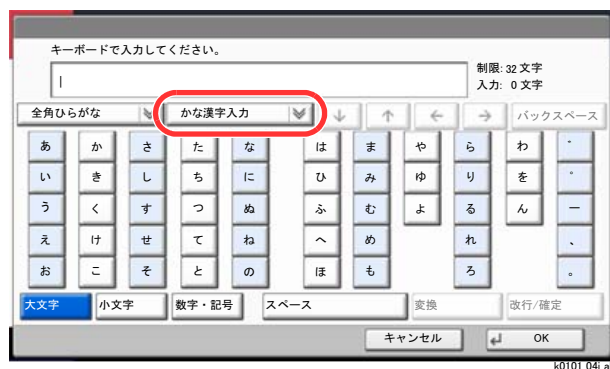 キーボードで入力してください。
制限: 32 文字
入力: 0 文字
全角ひらがな かな漢字入力 ↓ ↑ ← → バックスペース
あ か さ た な は ま や ら わ ゛
い き し ち に ひ み ゆ り を ゜
う く す つ ぬ ふ む よ る ん ー
え け せ て ね へ め れ 、
お こ そ と の ほ も ろ 。
大文字 小文字 数字・記号 スペース 変換 改行/確定
キャンセル OK
k0101_04j_a